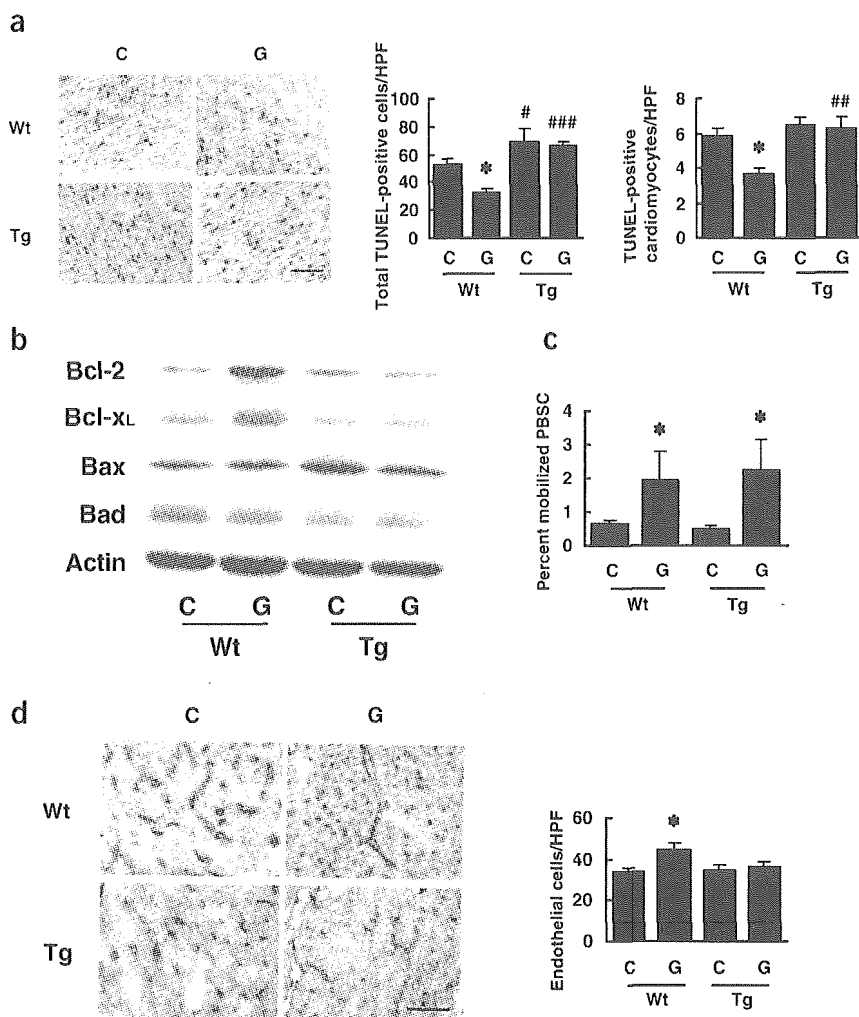 a
C G
Wt
Tg
Total TUNEL-positive cells/HPF
100
80
60
40
20
0
*
#
###
C G C G
Wt Tg
TUNEL-positive
cardiomyocytes/HPF
8
6
4
2
0
*
##
C G C G
Wt Tg
b
Bcl-2
Bcl-xL
Bax
Bad
Actin
C G C G
Wt Tg
c
Percent mobilized PBSC
4
3
2
1
0
*
*
C G C G
Wt Tg
d
C G
Wt
Tg
Endothelial cells/HPF
60
40
20
0
*
C G C G
Wt Tg